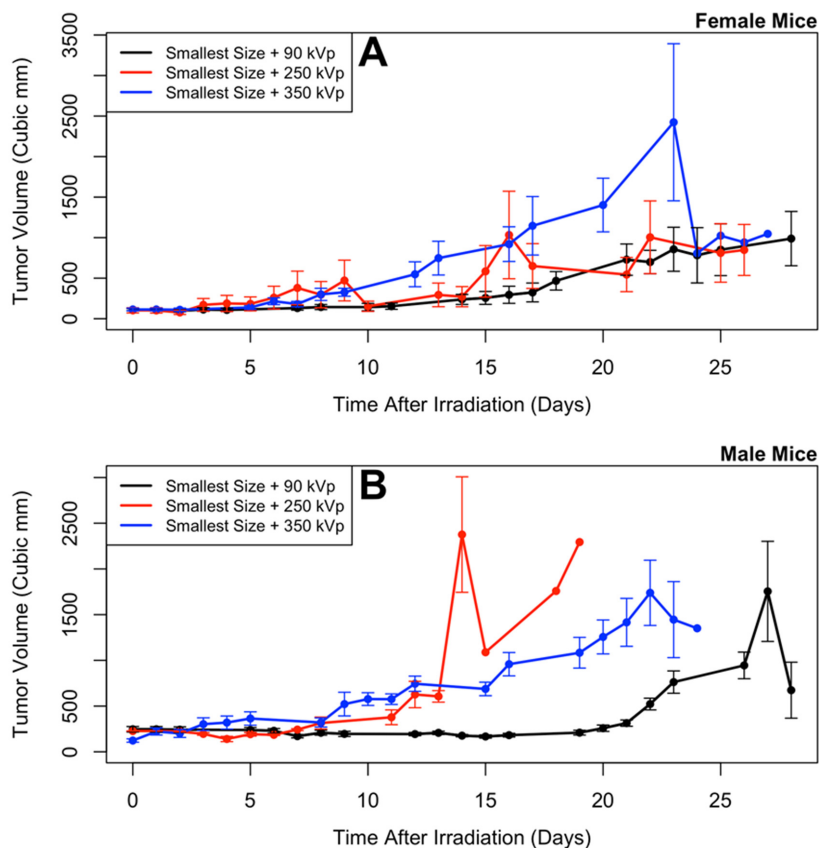 Female Mice
A
Smallest Size + 90 kVp
Smallest Size + 250 kVp
Smallest Size + 350 kVp
Tumor Volume (Cubic mm)
3500
2500
1500
500
0
0 5 10 15 20 25
Time After Irradiation (Days)
Male Mice
B
Smallest Size + 90 kVp
Smallest Size + 250 kVp
Smallest Size + 350 kVp
Tumor Volume (Cubic mm)
2500
1500
500
0
0 5 10 15 20 25
Time After Irradiation (Days)